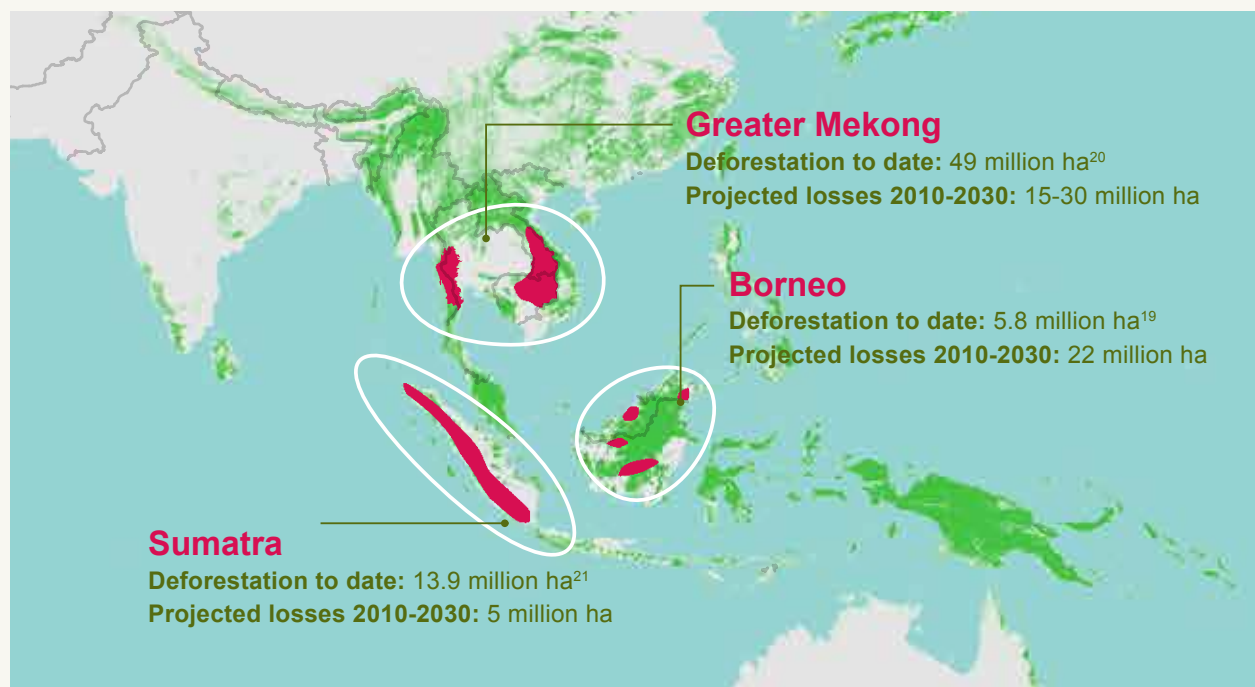 Greater Mekong
Deforestation to date: 49 million ha²⁰
Projected losses 2010-2030: 15-30 million ha
Borneo
Deforestation to date: 5.8 million ha¹⁹
Projected losses 2010-2030: 22 million ha
Sumatra
Deforestation to date: 13.9 million ha²¹
Projected losses 2010-2030: 5 million ha